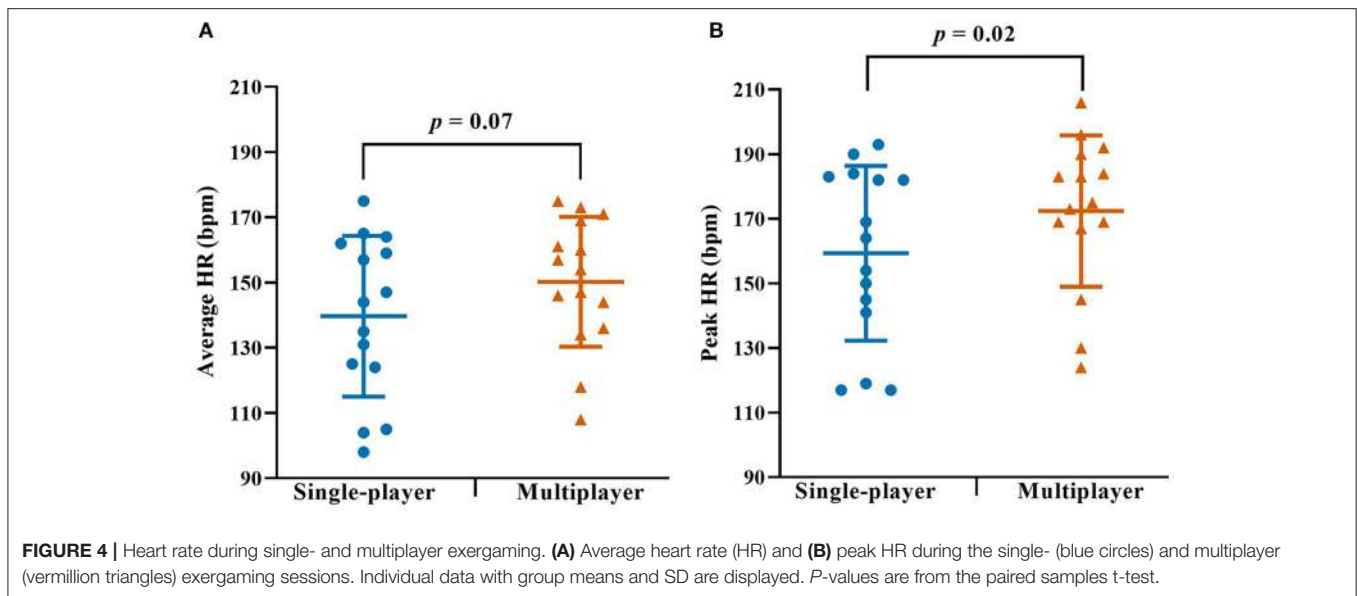 A
p = 0.07
210
190
170
150
130
110
90
Average HR (bpm)
Single-player
Multiplayer
B
p = 0.02
210
190
170
150
130
110
90
Peak HR (bpm)
Single-player
Multiplayer
FIGURE 4 | Heart rate during single- and multiplayer exergaming. (A) Average heart rate (HR) and (B) peak HR during the single- (blue circles) and multiplayer
(vermillion triangles) exergaming sessions. Individual data with group means and SD are displayed. P-values are from the paired samples t-test.